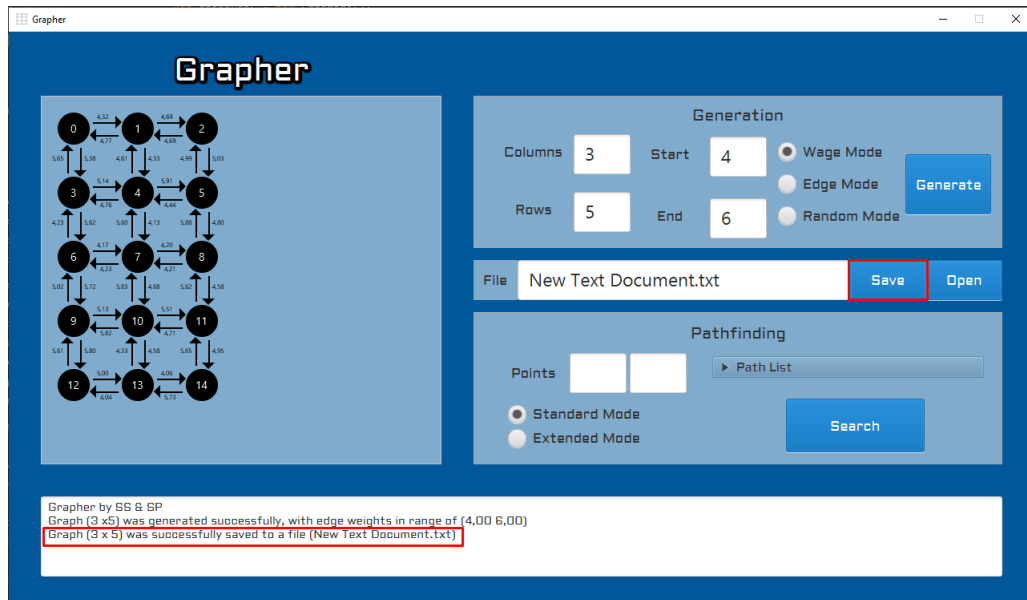 Grapher
Grapher
4,32 4,69
0 1 2
4,77 4,69
5,65 5,38 4,61 4,33 4,99 5,03
5,14 5,91
3 4 5
4,76 4,44
4,23 5,62 5,60 4,13 5,88 4,80
4,17 4,20
6 7 8
4,23 4,21
5,02 5,72 5,83 4,68 5,62 4,58
5,13 5,51
9 10 11
5,82 4,71
5,61 5,80 4,33 4,58 5,65 4,95
5,00 4,06
12 13 14
4,04 5,73
Generation
Columns 3 Start 4 Wage Mode
Edge Mode Generate
Rows 5 End 6 Random Mode
File New Text Document.txt Save Open
Pathfinding
Points Path List
Standard Mode
Extended Mode
Search
Grapher by SS & SP
Graph (3 x5) was generated successfully, with edge weights in range of (4,00 6,00)
Graph (3 x 5) was successfully saved to a file (New Text Document.txt)